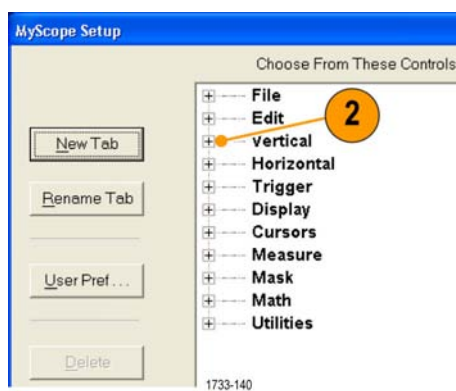 MyScope Setup
Choose From These Controls
File
Edit
2
New Tab
vertical
Horizontal
Rename Tab
Trigger
Display
Cursors
Measure
User Pref . . .
Mask
Math
Utilities
Delete
1733-140